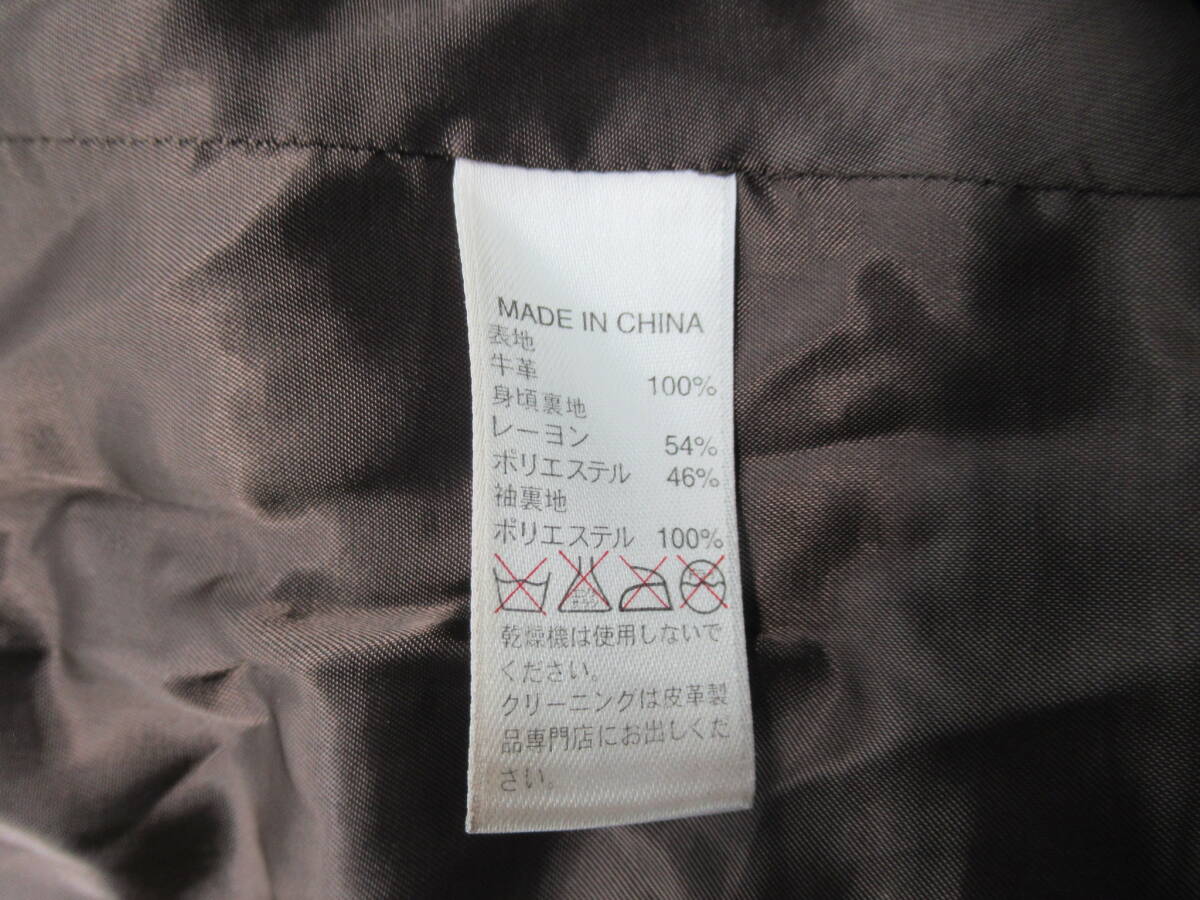 MADE IN CHINA
表地
牛革 100%
身頃裏地
レーヨン 54%
ポリエステル 46%
袖裏地
ポリエステル 100%
乾燥機は使用しないで
ください。
クリーニングは皮革製
品専門店にお出しくだ
さい。